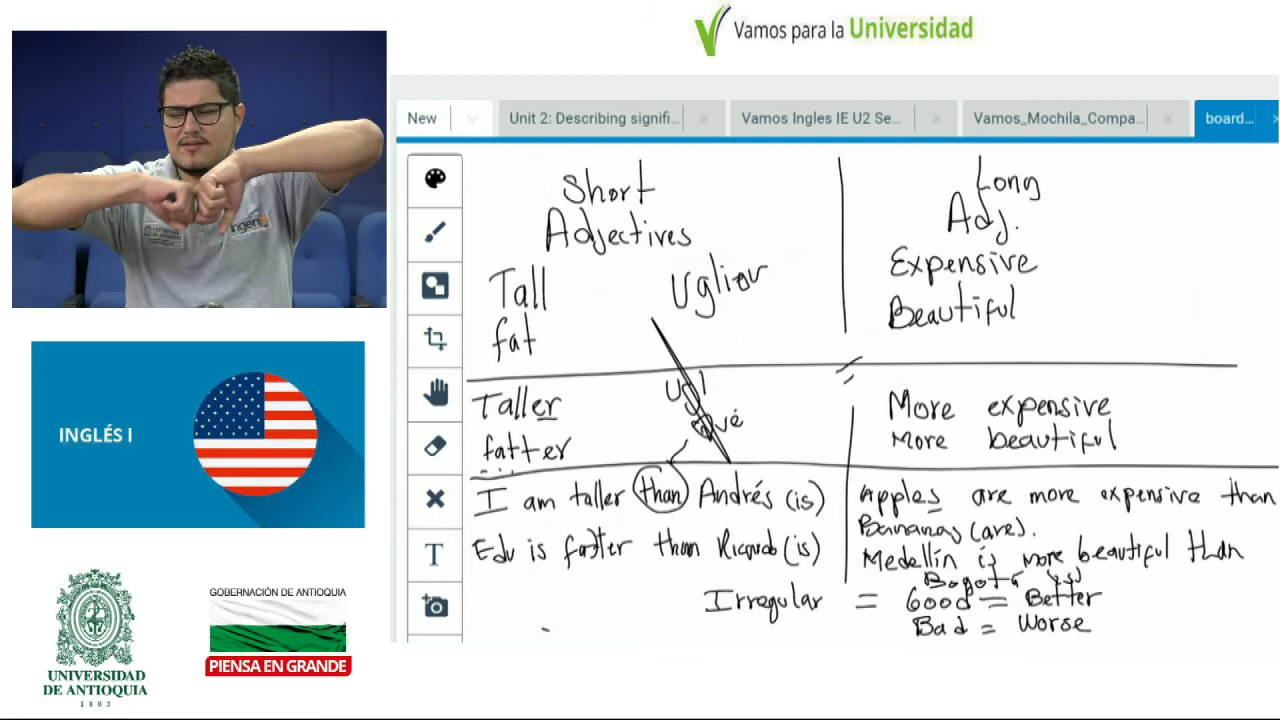 Vamos para la Universidad
New
Unit 2: Describing signifi...
Vamos Ingles IE U2 Se...
Vamos_Mochila_Compa...
board...
Short
Adjectives
Tall
fat
Uglier
Long
Adj.
Expensive
Beautiful
Taller
fatter
Ugl
qué
More expensive
More beautiful
I am taller than Andrés (is)
Edu is fatter than Ricardo (is)
Apples are more expensive than
Bananas (are).
Medellín is more beautiful than
Bogotá (is)
Irregular = Good = Better
Bad = Worse
T
INGLÉS I
UNIVERSIDAD
DE ANTIOQUIA
1803
GOBERNACIÓN DE ANTIOQUIA
PIENSA EN GRANDE